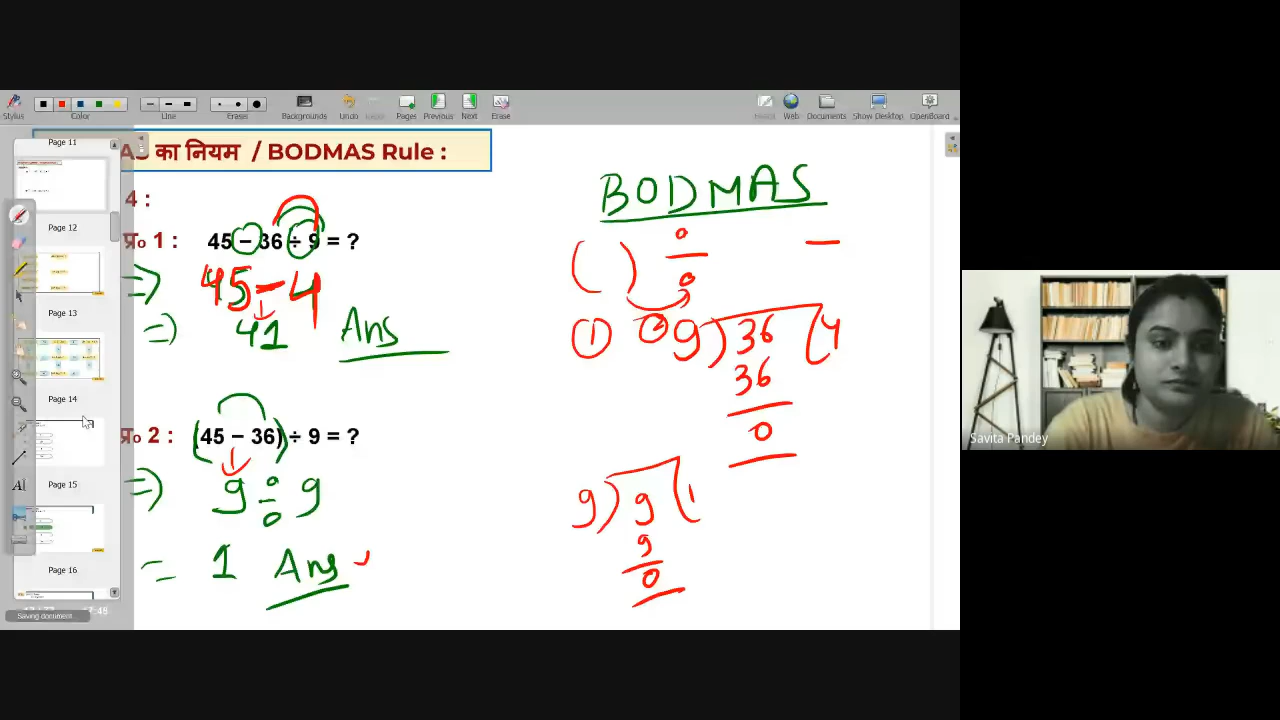 Stylus
Color
Line
Eraser
Backgrounds
Undo
Pages
Previous
Next
Erase
Web
Documents
Show Desktop
OpenBoard
Page 11
Page 12
Page 13
Page 14
Page 15
Page 16
Saving document
का नियम / BODMAS Rule :
4 :
प्र० 1 : 45 − 36 ÷ 9 = ?
⇒ 45 − 4
⇒ 41 Ans
प्र० 2 : (45 − 36) ÷ 9 = ?
⇒ 9 ÷ 9
= 1 Ans
BODMAS
( ) ÷ −
① ② 9) 36 (4
36
0
9) 9 (1
9
0
Savita Pandey